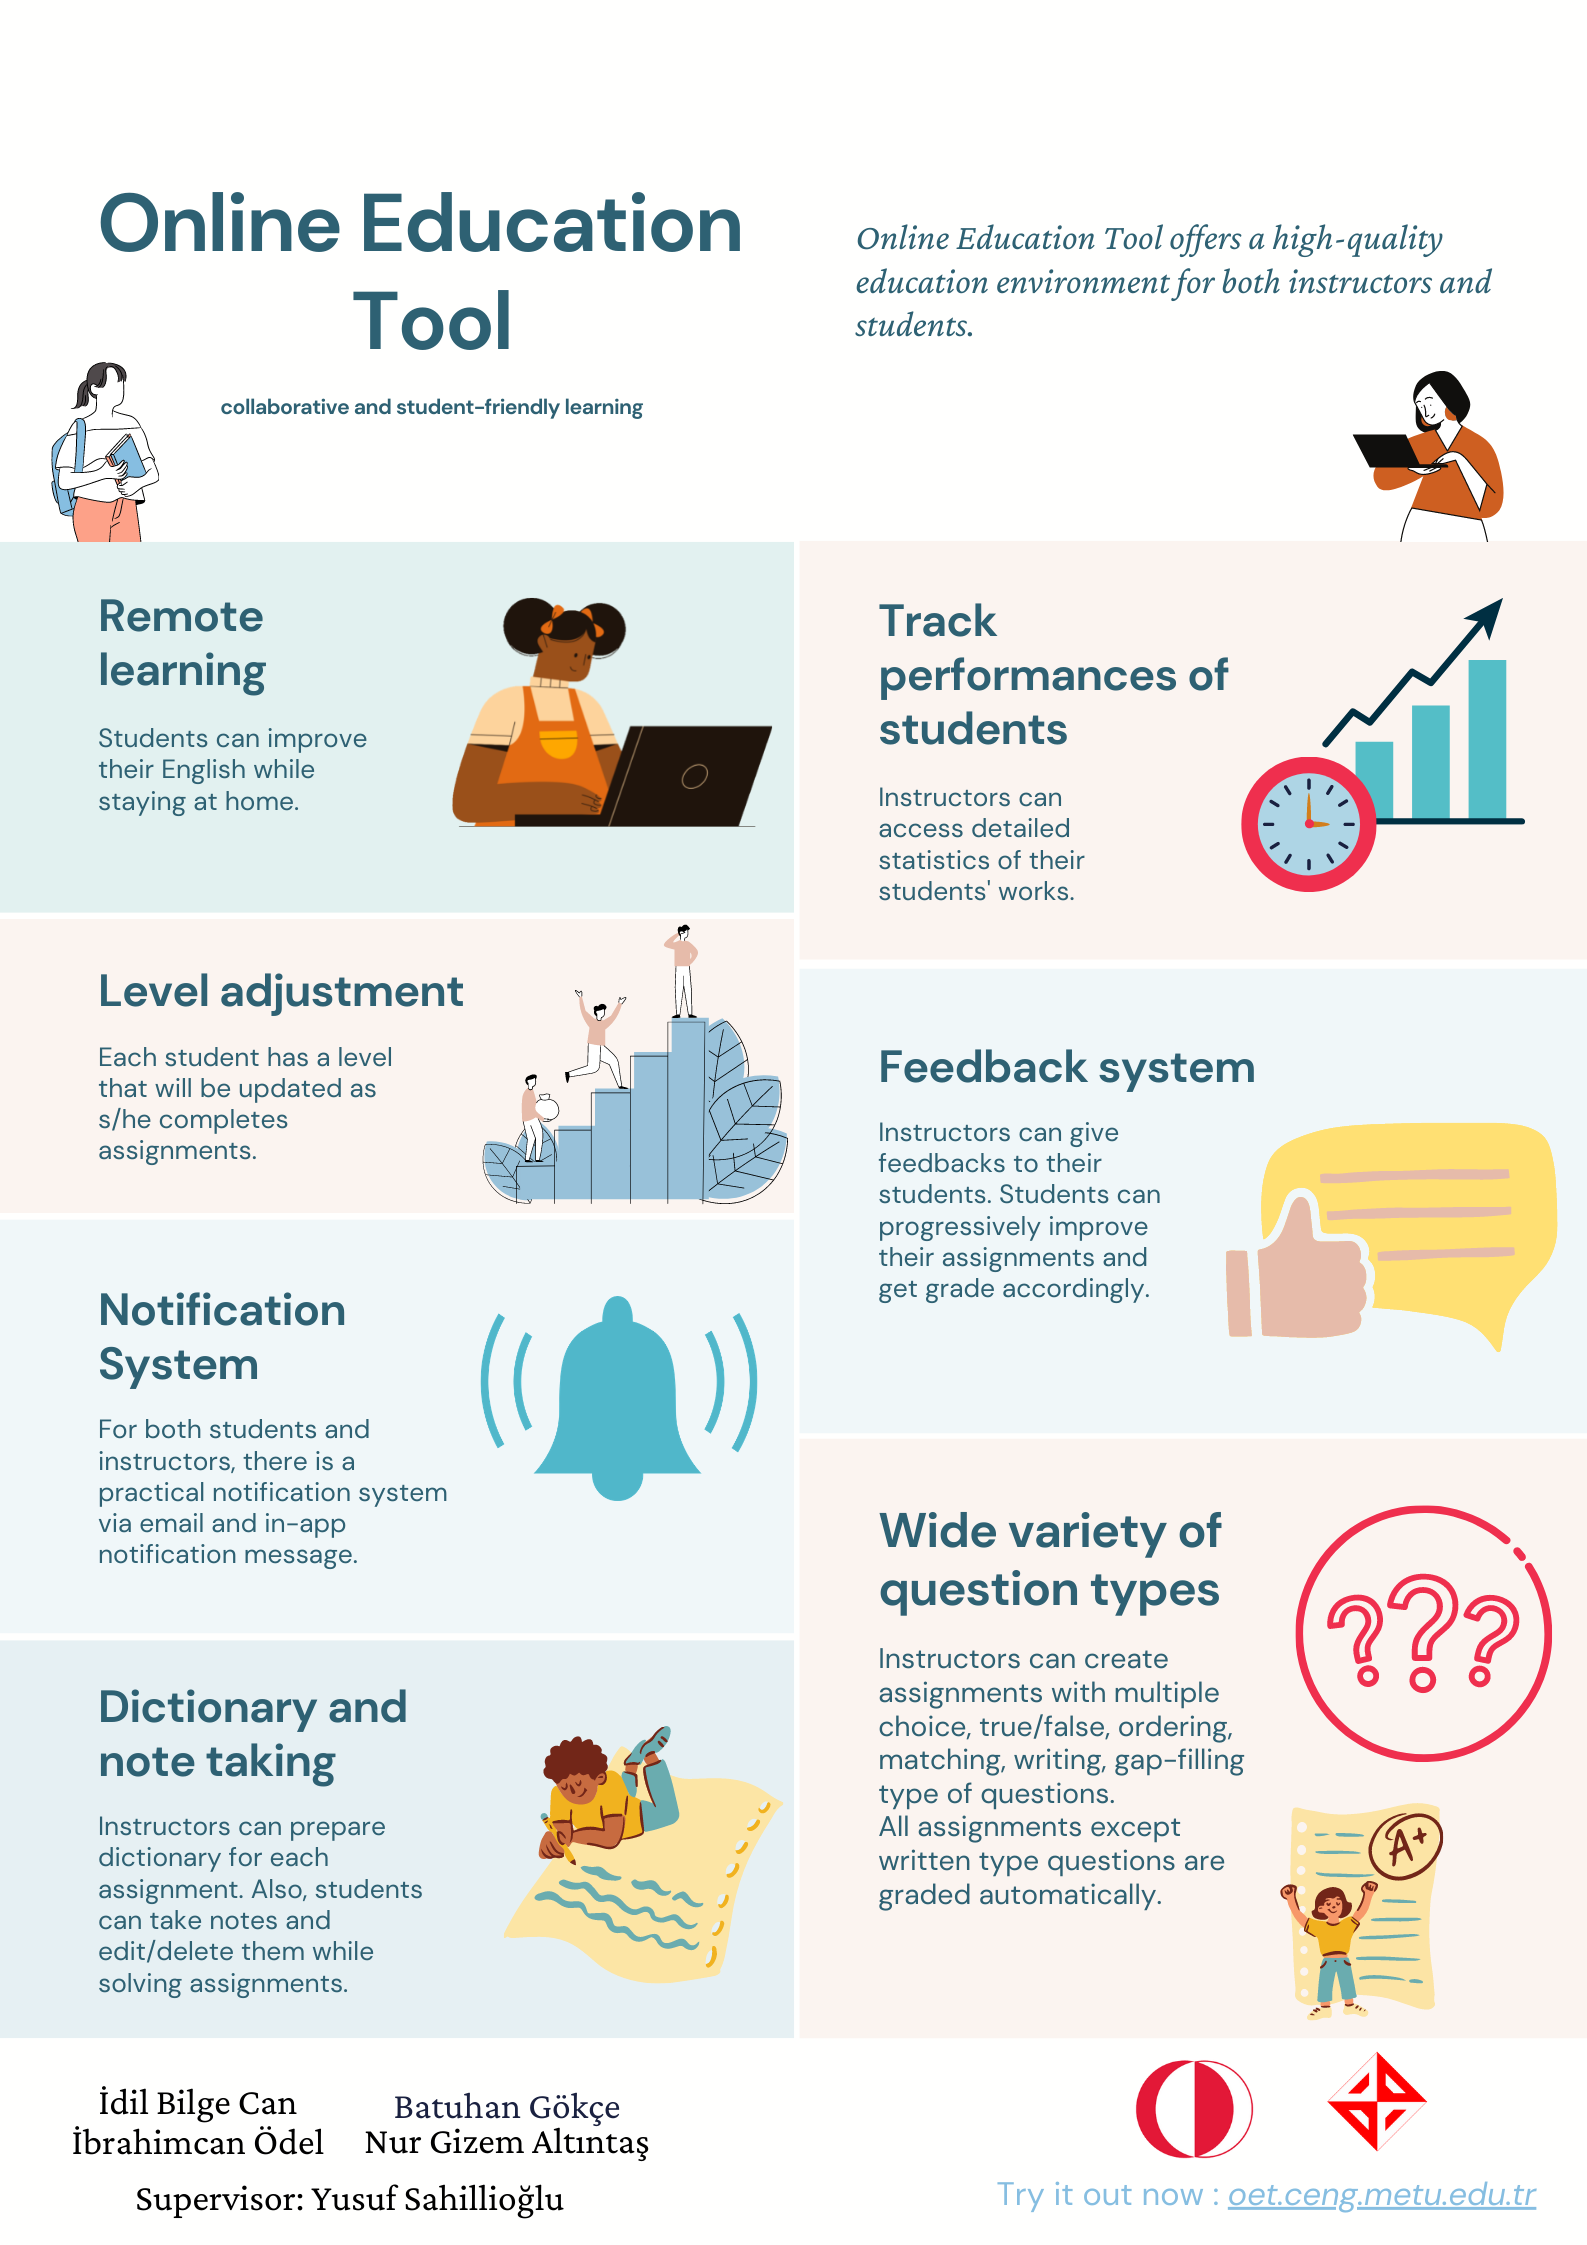 Online Education
Tool
collaborative and student-friendly learning
Online Education Tool offers a high-quality
education environment for both instructors and
students.
Remote
learning
Students can improve
their English while
staying at home.
Level adjustment
Each student has a level
that will be updated as
s/he completes
assignments.
Notification
System
For both students and
instructors, there is a
practical notification system
via email and in-app
notification message.
Dictionary and
note taking
Instructors can prepare
dictionary for each
assignment. Also, students
can take notes and
edit/delete them while
solving assignments.
Track
performances of
students
Instructors can
access detailed
statistics of their
students' works.
Feedback system
Instructors can give
feedbacks to their
students. Students can
progressively improve
their assignments and
get grade accordingly.
Wide variety of
question types
???
Instructors can create
assignments with multiple
choice, true/false, ordering,
matching, writing, gap-filling
type of questions.
All assignments except
written type questions are
graded automatically.
A+
İdil Bilge Can
İbrahimcan Ödel
Batuhan Gökçe
Nur Gizem Altıntaş
Supervisor: Yusuf Sahillioğlu
Try it out now : oet.ceng.metu.edu.tr